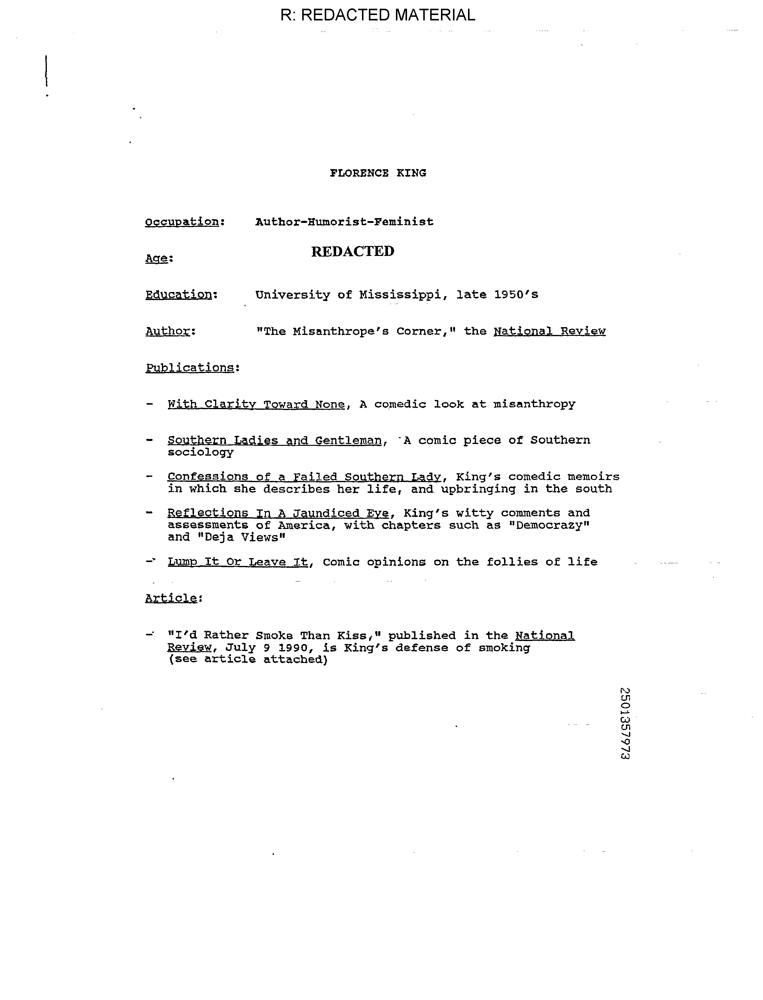 R: REDACTED MATERIAL
FLORENCE KING
Occupation: Author-Humorist-Feminist
Age: REDACTED
Education: University of Mississippi, late 1950's
Author: "The Misanthrope's Corner," the National Review
Publications:
- With Clarity Toward None, A comedic look at misanthropy
- Southern Ladies and Gentleman, A comic piece of Southern
sociology
- Confessions of a Failed Southern Lady, King's comedic memoirs
in which she describes her life, and upbringing in the south
- Reflections In A Jaundiced Eye, King's witty comments and
assessments of America, with chapters such as "Democrazy"
and "Deja Views"
- Lump It Or Leave It, Comic opinions on the follies of life
Article:
- "I'd Rather Smoke Than Kiss," published in the National
Review, July 9 1990, is King's defense of smoking
(see article attached)
2501357973